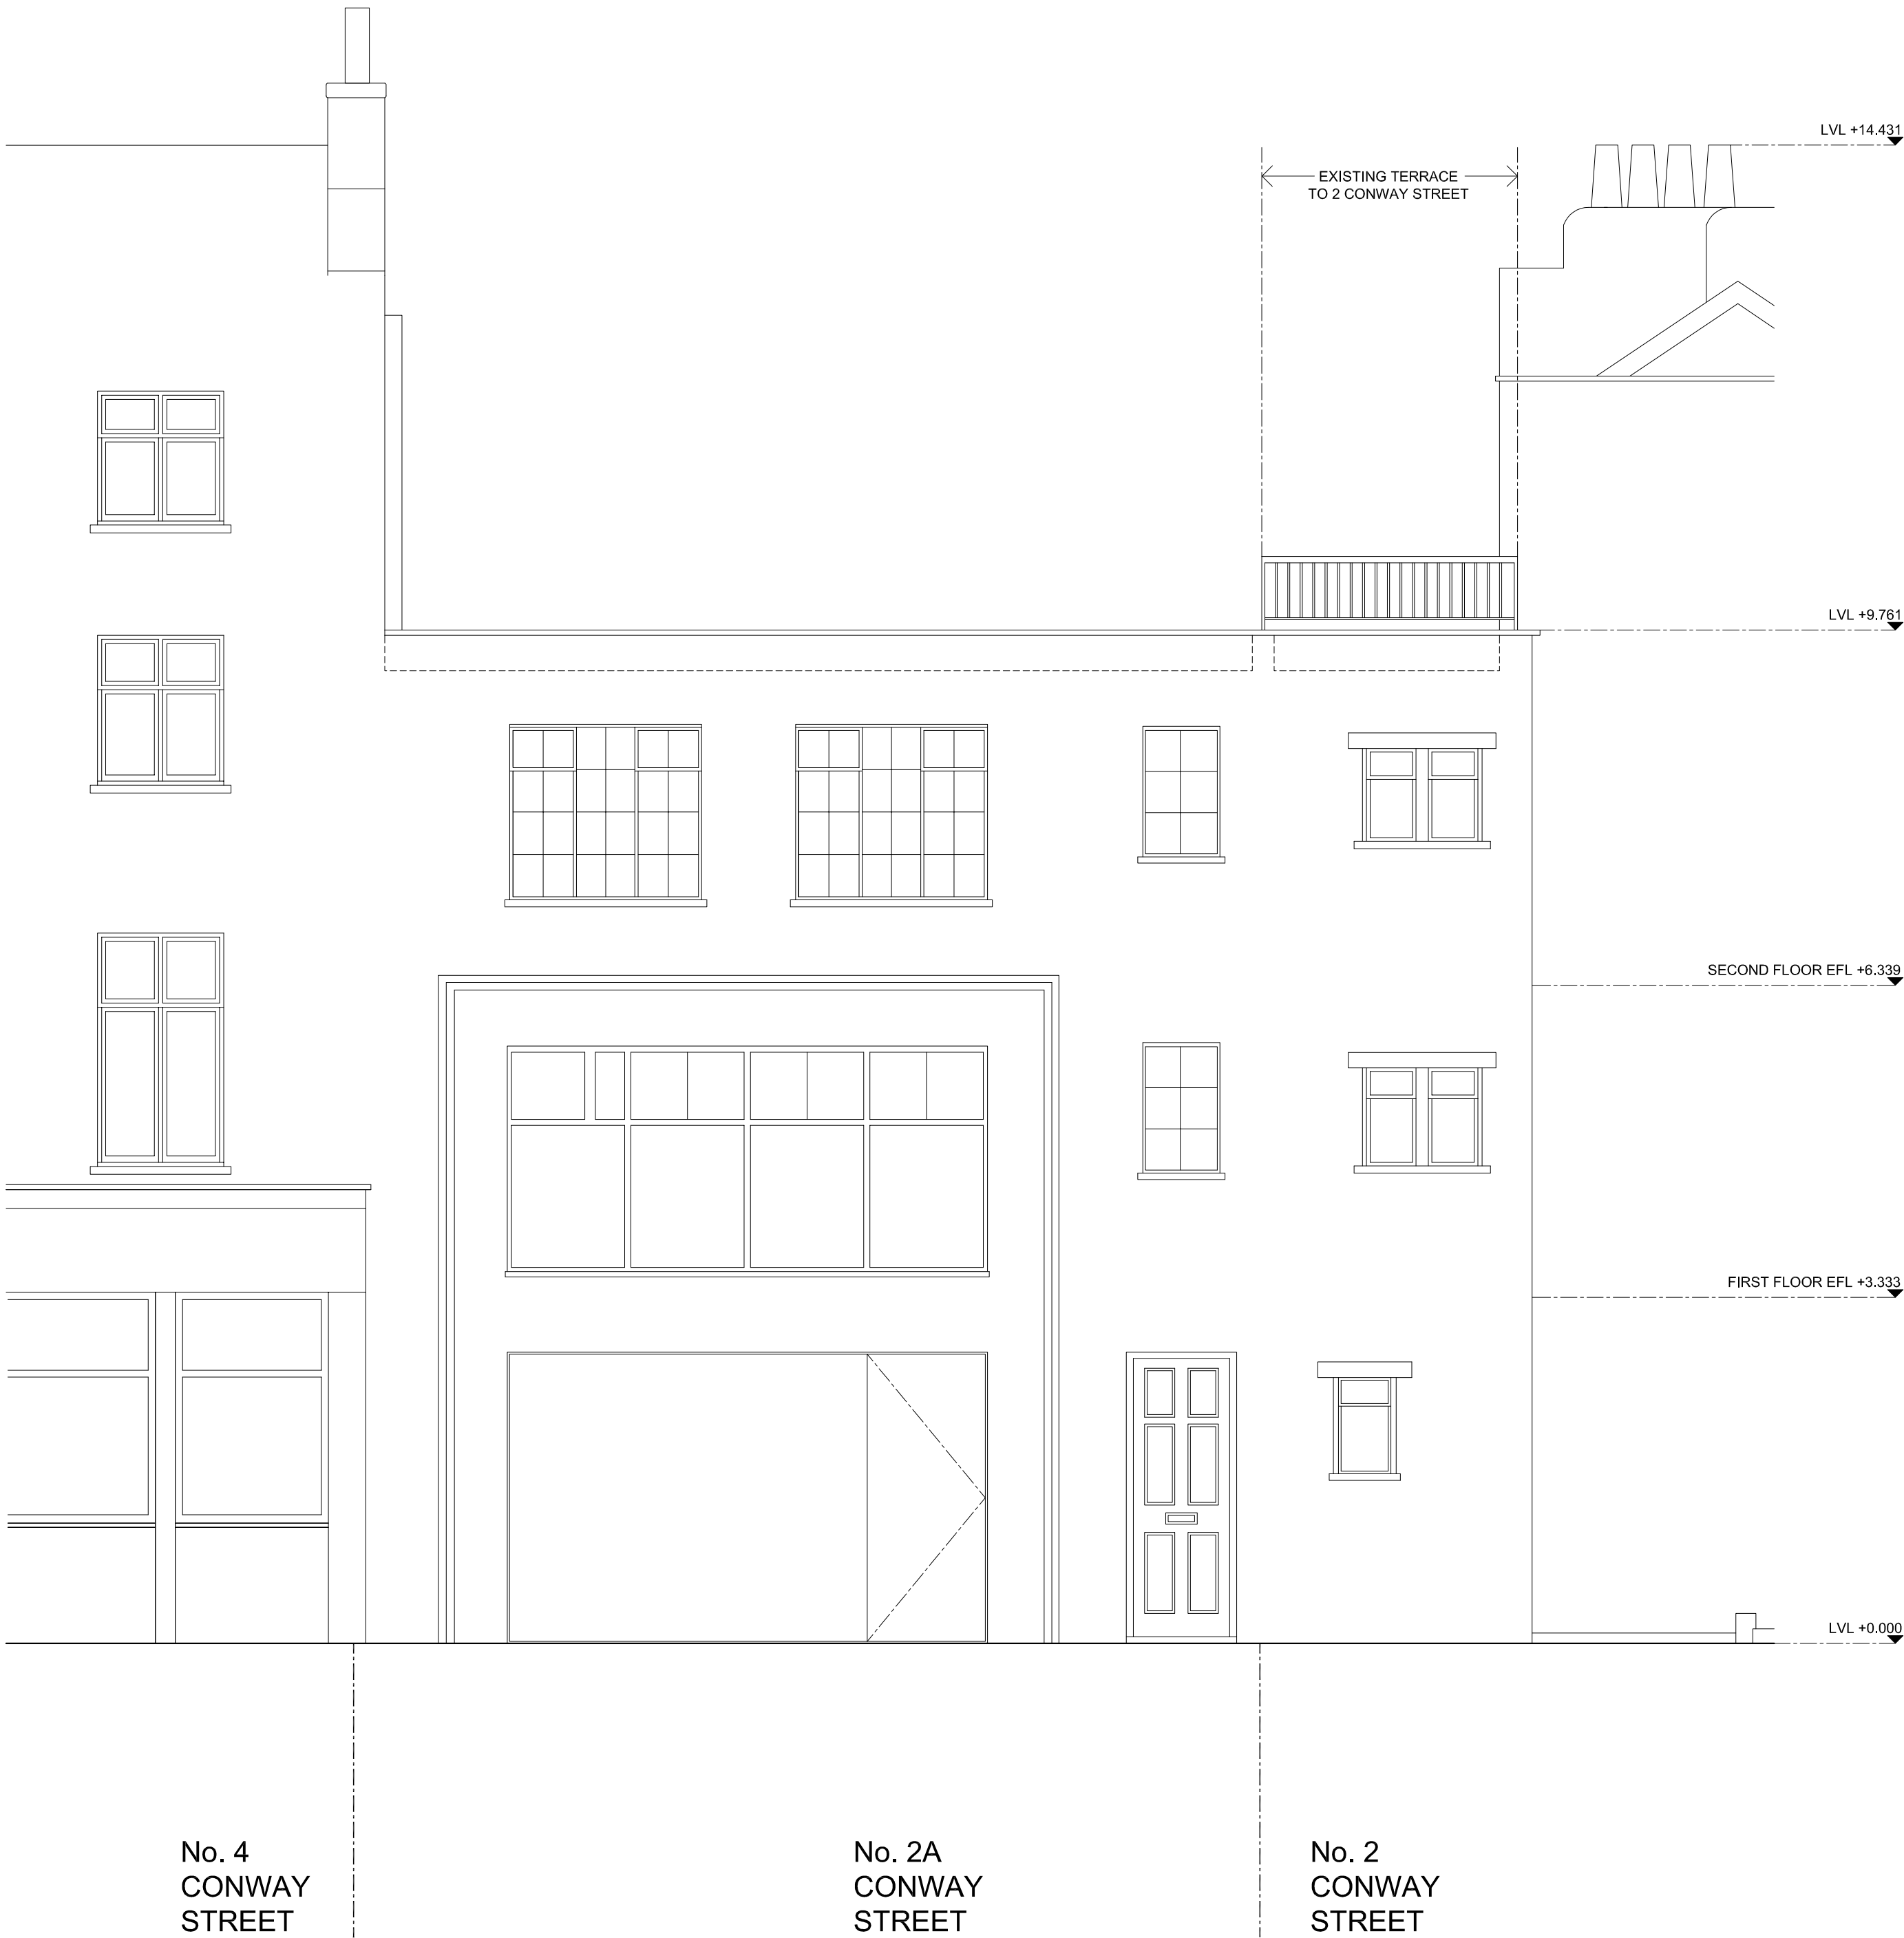 LVL +14.431
EXISTING TERRACE
TO 2 CONWAY STREET
LVL +9.761
SECOND FLOOR EFL +6.339
FIRST FLOOR EFL +3.333
LVL +0.000
No. 4
CONWAY
STREET
No. 2A
CONWAY
STREET
No. 2
CONWAY
STREET